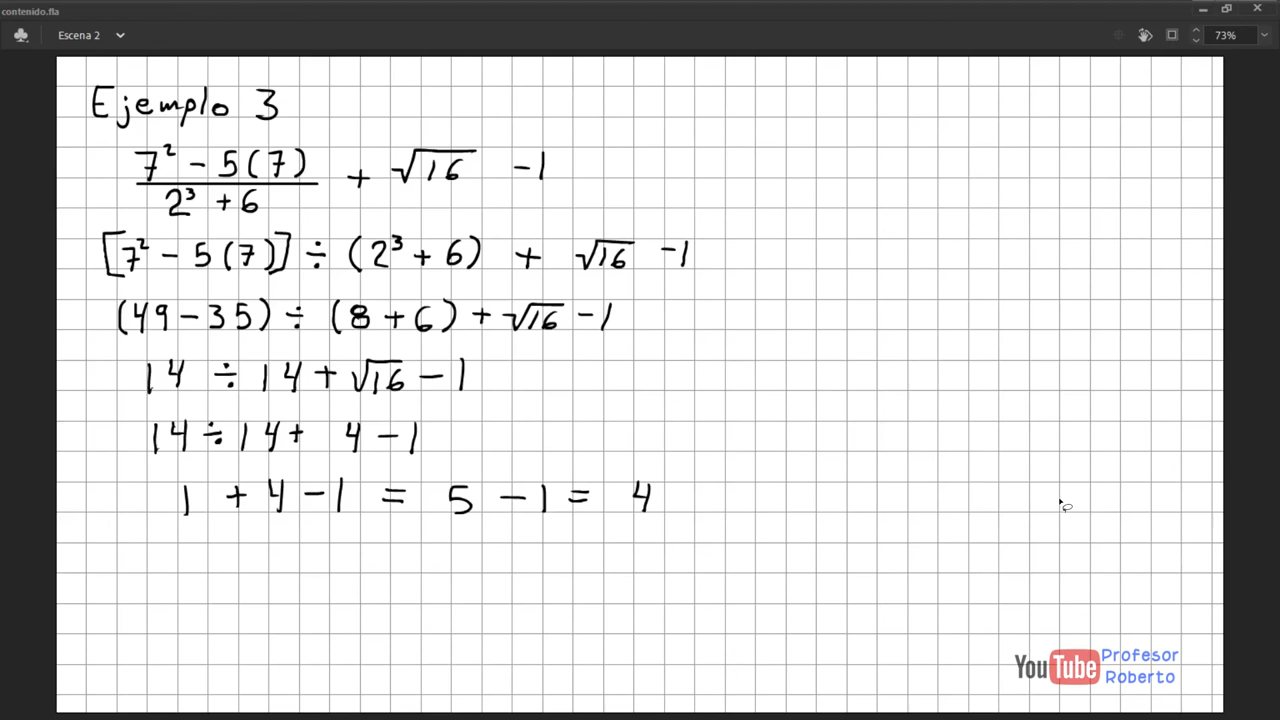 contenido.fla
Escena 2
73%
Ejemplo 3
7² - 5(7)
/ 2³ + 6 + √16 - 1
[7² - 5(7)] ÷ (2³ + 6) + √16 - 1
(49 - 35) ÷ (8 + 6) + √16 - 1
14 ÷ 14 + √16 - 1
14 ÷ 14 + 4 - 1
1 + 4 - 1 = 5 - 1 = 4
YouTube Profesor
Roberto